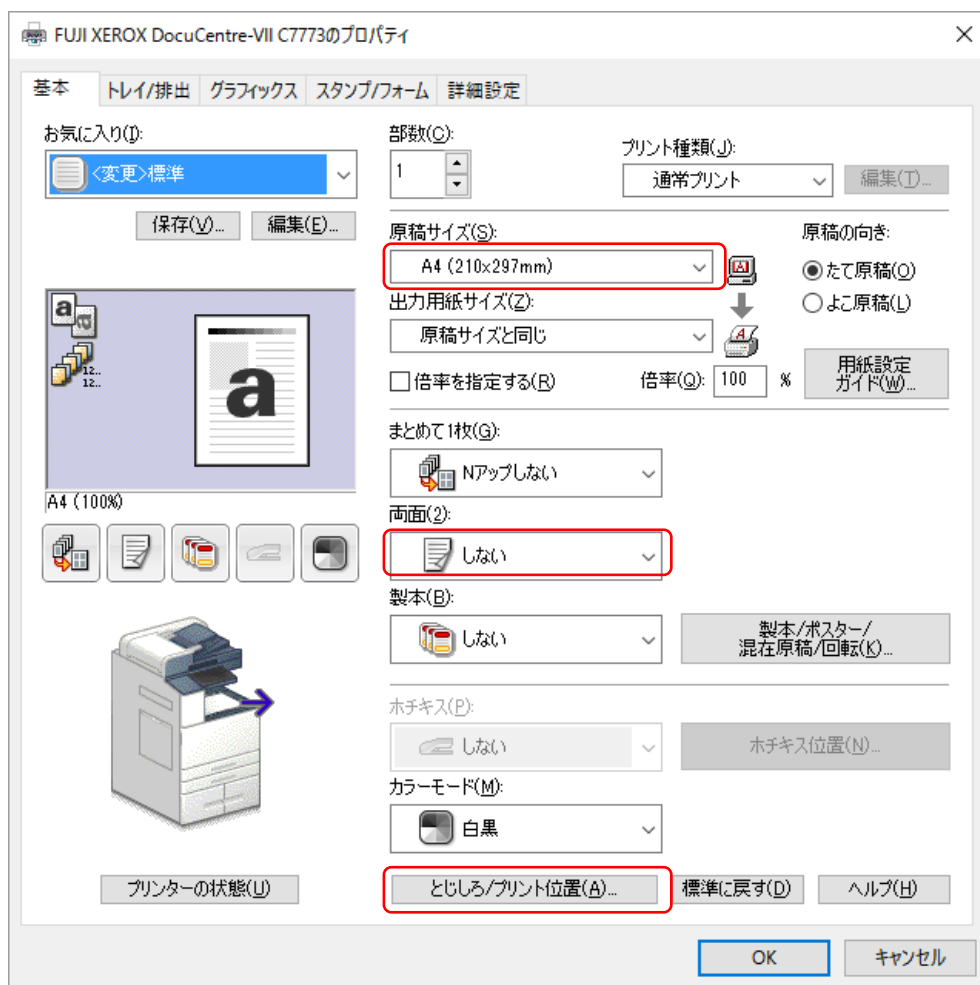 FUJI XEROX DocuCentre-VII C7773のプロパティ
基本 トレイ/排出 グラフィックス スタンプ/フォーム 詳細設定
お気に入り(I):
<変更>標準
保存(V)... 編集(E)...
部数(C):
1
プリント種類(J):
通常プリント 編集(T)...
原稿サイズ(S):
A4 (210x297mm)
原稿の向き:
たて原稿(O)
よこ原稿(L)
出力用紙サイズ(Z):
原稿サイズと同じ
倍率を指定する(R) 倍率(Q): 100 %
用紙設定
ガイド(W)...
a
a
12..
12..
a
A4 (100%)
まとめて1枚(G):
Nアップしない
両面(2):
しない
製本(B):
しない
製本/ポスター/
混在原稿/回転(K)...
ホチキス(P):
しない
ホチキス位置(N)...
カラーモード(M):
白黒
プリンターの状態(U) とじしろ/プリント位置(A)... 標準に戻す(D) ヘルプ(H)
OK キャンセル